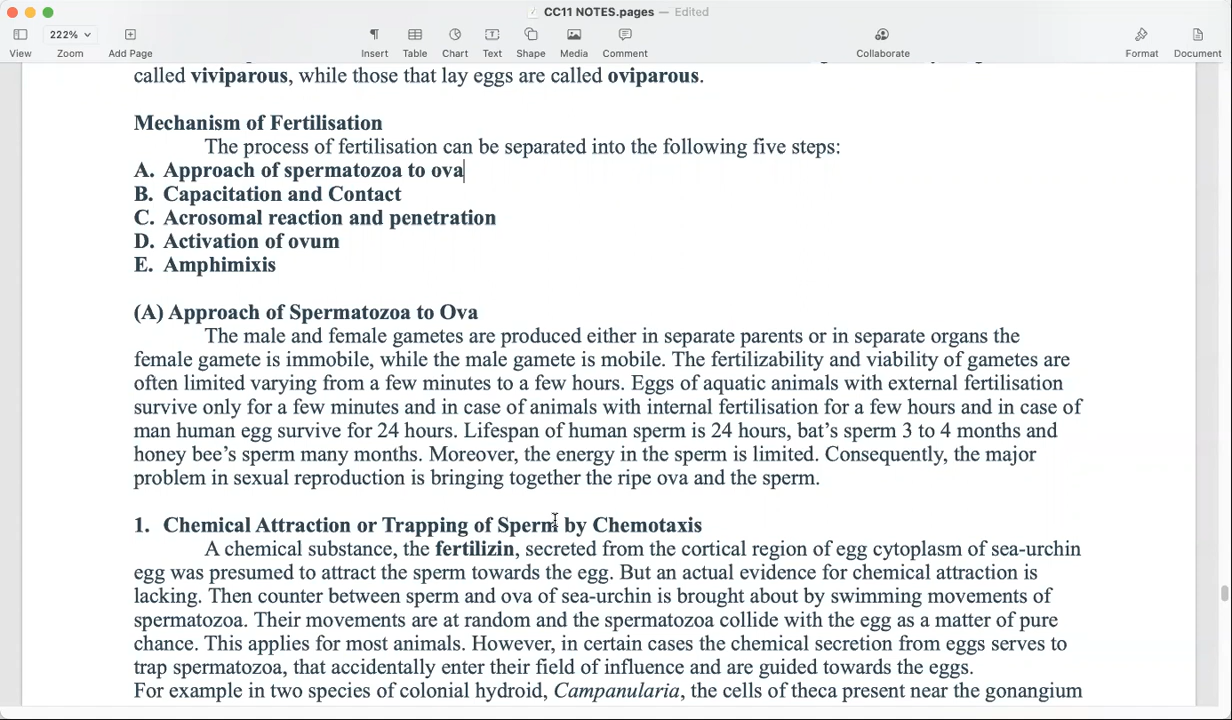 CC11 NOTES.pages — Edited
222%
View Zoom Add Page Insert Table Chart Text Shape Media Comment Collaborate Format Document
called viviparous, while those that lay eggs are called oviparous.
Mechanism of Fertilisation
The process of fertilisation can be separated into the following five steps:
A. Approach of spermatozoa to ova
B. Capacitation and Contact
C. Acrosomal reaction and penetration
D. Activation of ovum
E. Amphimixis
(A) Approach of Spermatozoa to Ova
The male and female gametes are produced either in separate parents or in separate organs the
female gamete is immobile, while the male gamete is mobile. The fertilizability and viability of gametes are
often limited varying from a few minutes to a few hours. Eggs of aquatic animals with external fertilisation
survive only for a few minutes and in case of animals with internal fertilisation for a few hours and in case of
man human egg survive for 24 hours. Lifespan of human sperm is 24 hours, bat’s sperm 3 to 4 months and
honey bee’s sperm many months. Moreover, the energy in the sperm is limited. Consequently, the major
problem in sexual reproduction is bringing together the ripe ova and the sperm.
1. Chemical Attraction or Trapping of Sperm by Chemotaxis
A chemical substance, the fertilizin, secreted from the cortical region of egg cytoplasm of sea-urchin
egg was presumed to attract the sperm towards the egg. But an actual evidence for chemical attraction is
lacking. Then counter between sperm and ova of sea-urchin is brought about by swimming movements of
spermatozoa. Their movements are at random and the spermatozoa collide with the egg as a matter of pure
chance. This applies for most animals. However, in certain cases the chemical secretion from eggs serves to
trap spermatozoa, that accidentally enter their field of influence and are guided towards the eggs.
For example in two species of colonial hydroid, Campanularia, the cells of theca present near the gonangium